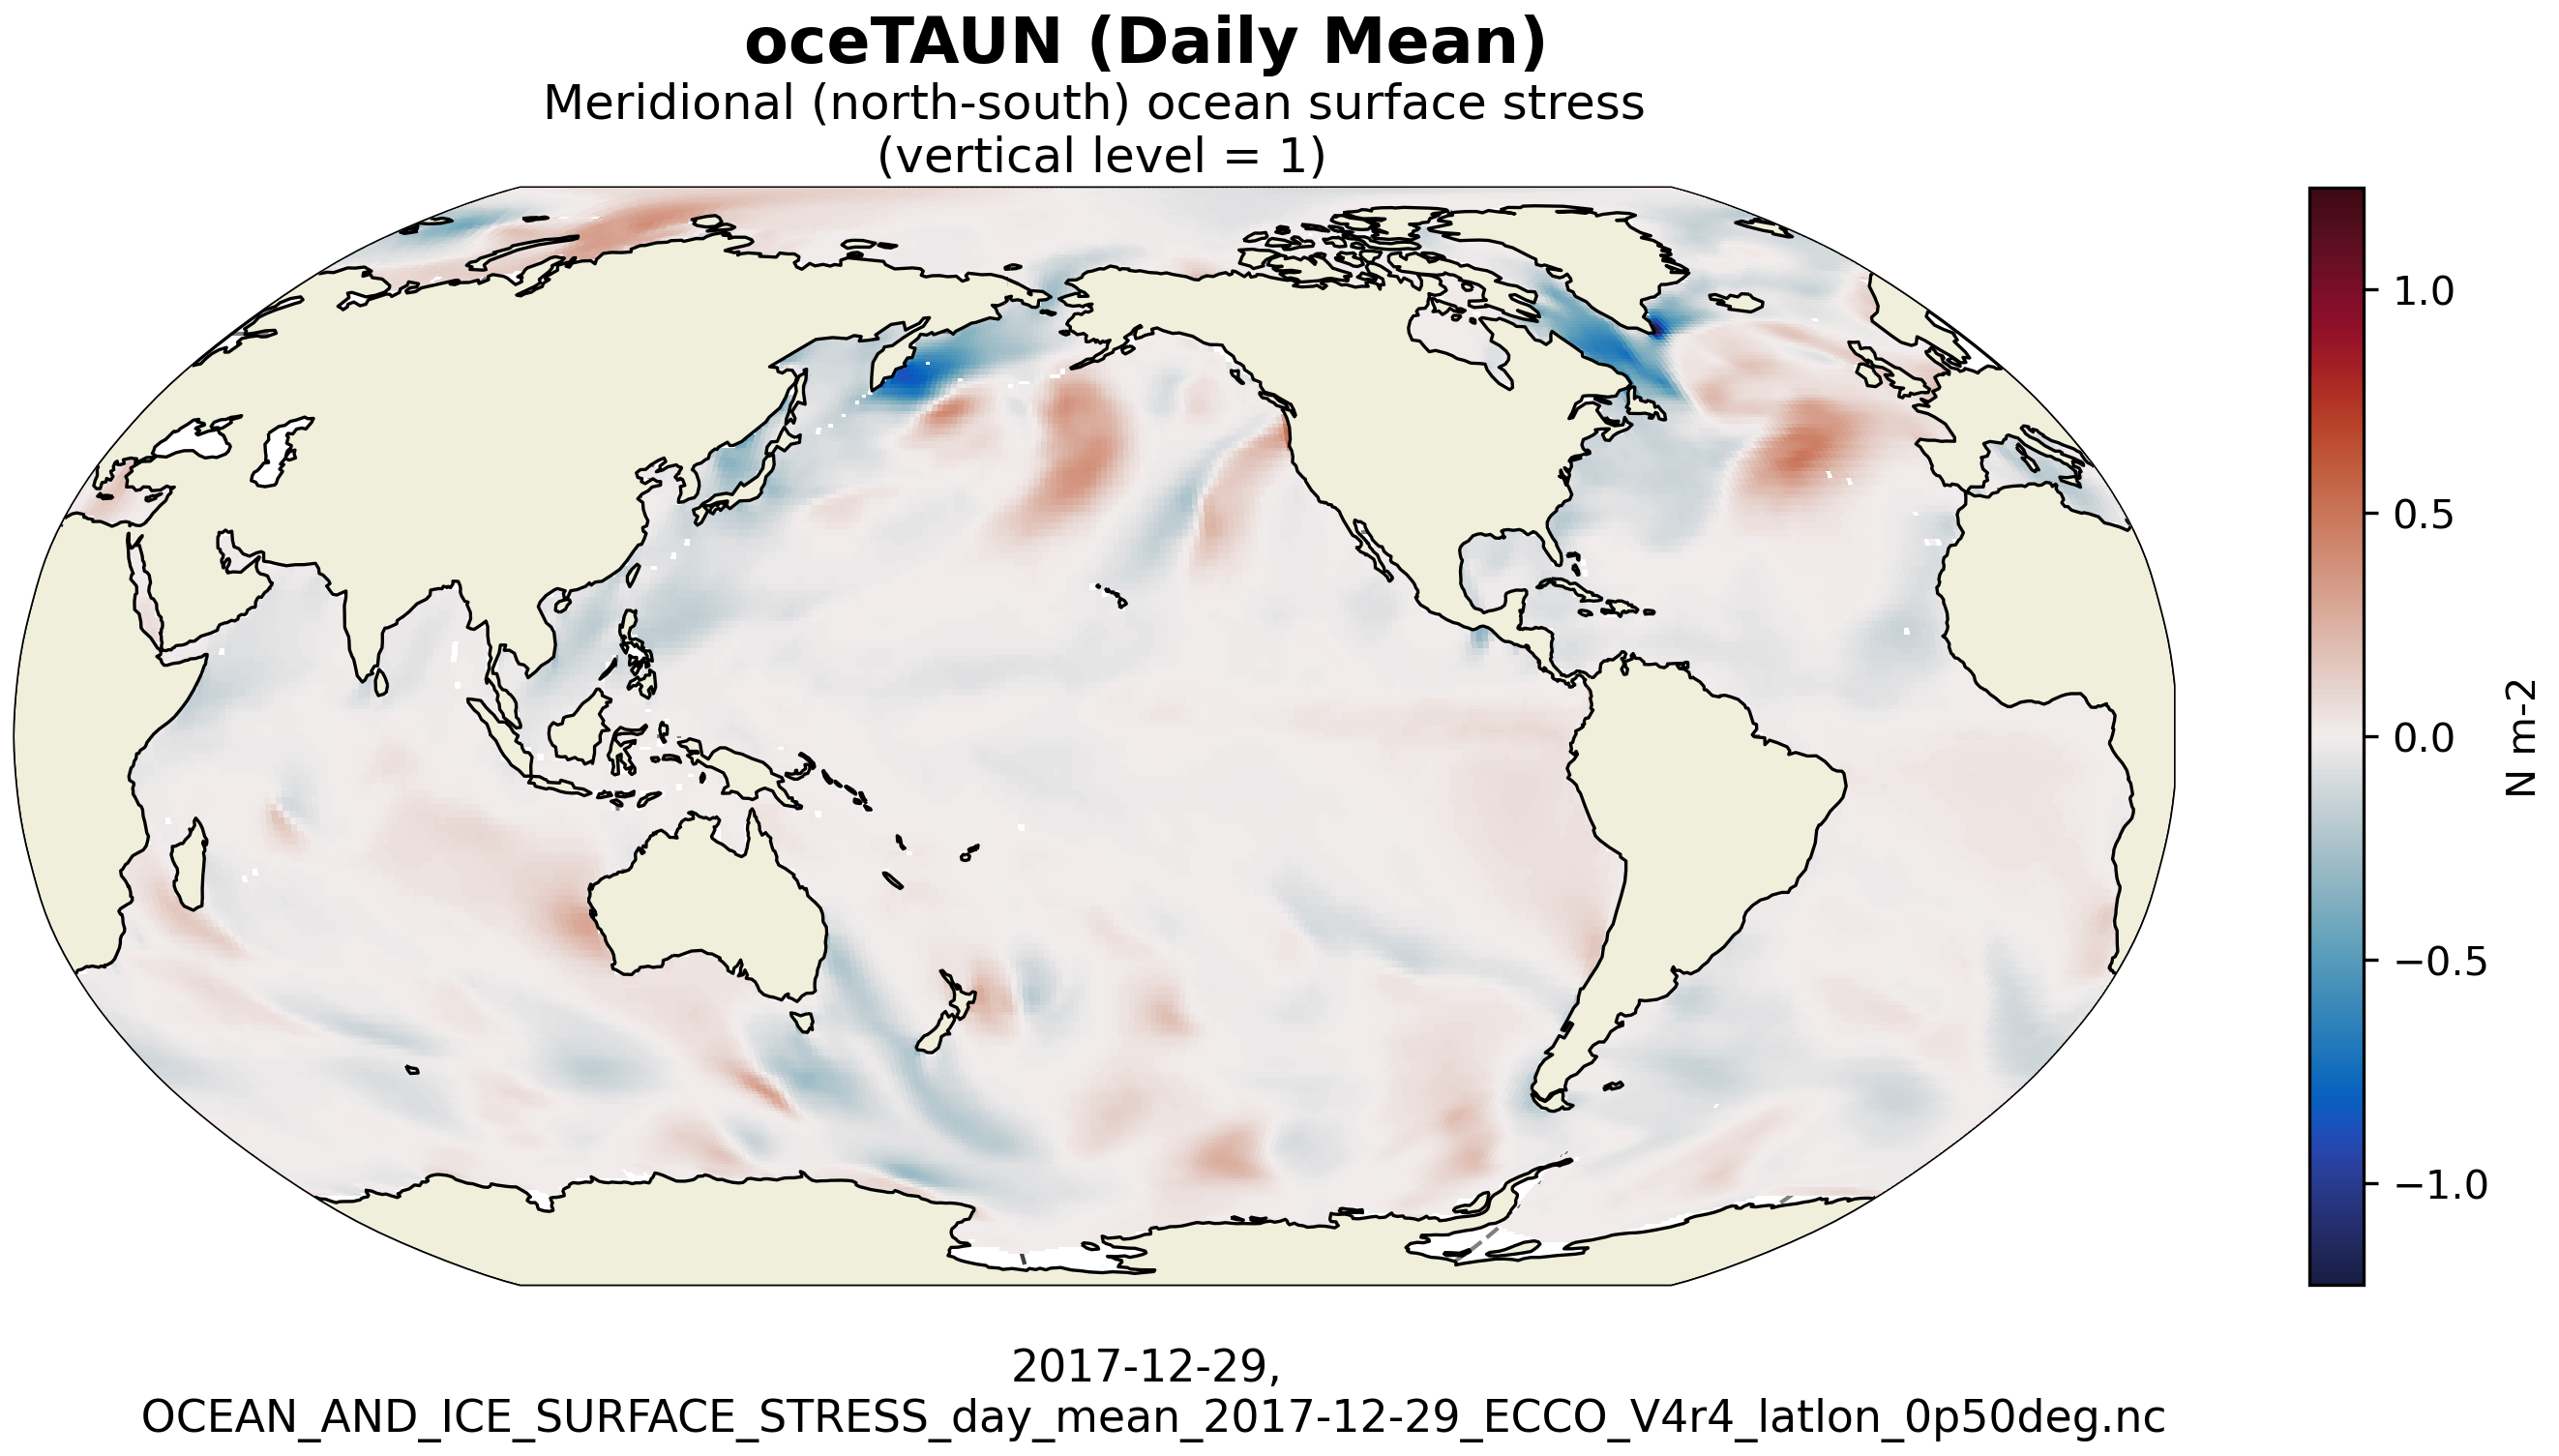 oceTAUN (Daily Mean)
Meridional (north-south) ocean surface stress
(vertical level = 1)
1.0
0.5
0.0
−0.5
−1.0
N m-2
2017-12-29,
OCEAN_AND_ICE_SURFACE_STRESS_day_mean_2017-12-29_ECCO_V4r4_latlon_0p50deg.nc